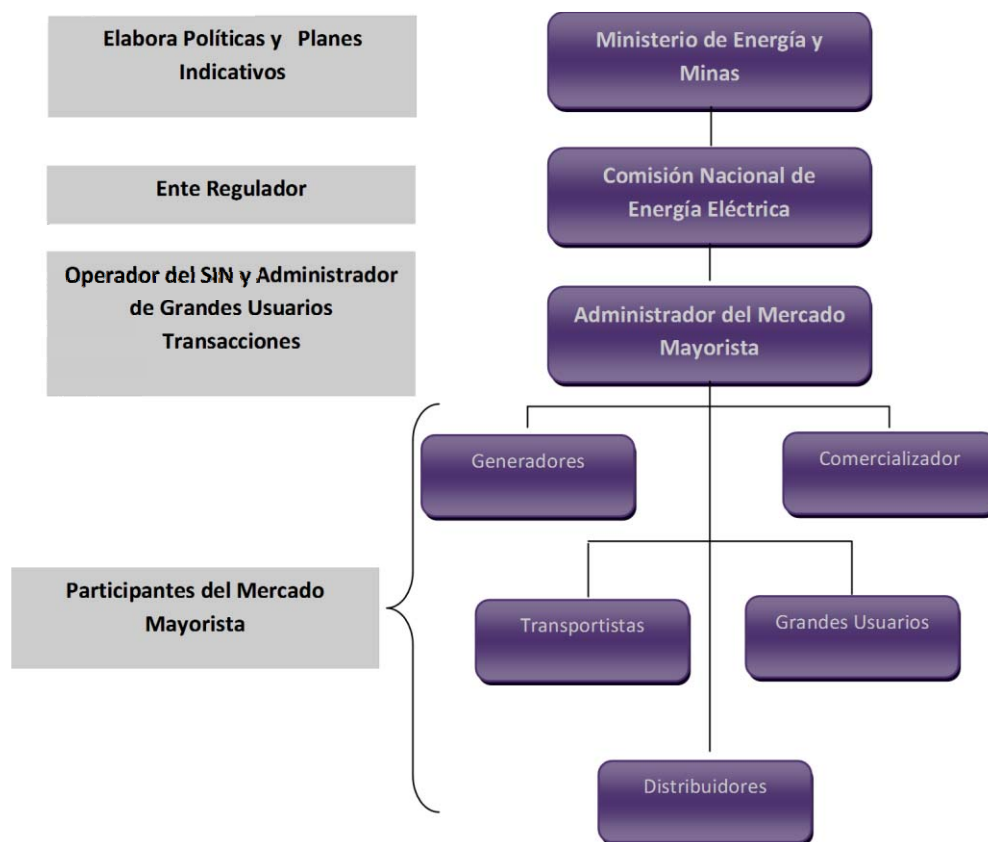 Elabora Políticas y Planes
Indicativos
Ministerio de Energía y
Minas
Ente Regulador
Comisión Nacional de
Energía Eléctrica
Operador del SIN y Administrador
de Grandes Usuarios
Transacciones
Administrador del Mercado
Mayorista
Generadores
Comercializador
Participantes del Mercado
Mayorista
Transportistas
Grandes Usuarios
Distribuidores